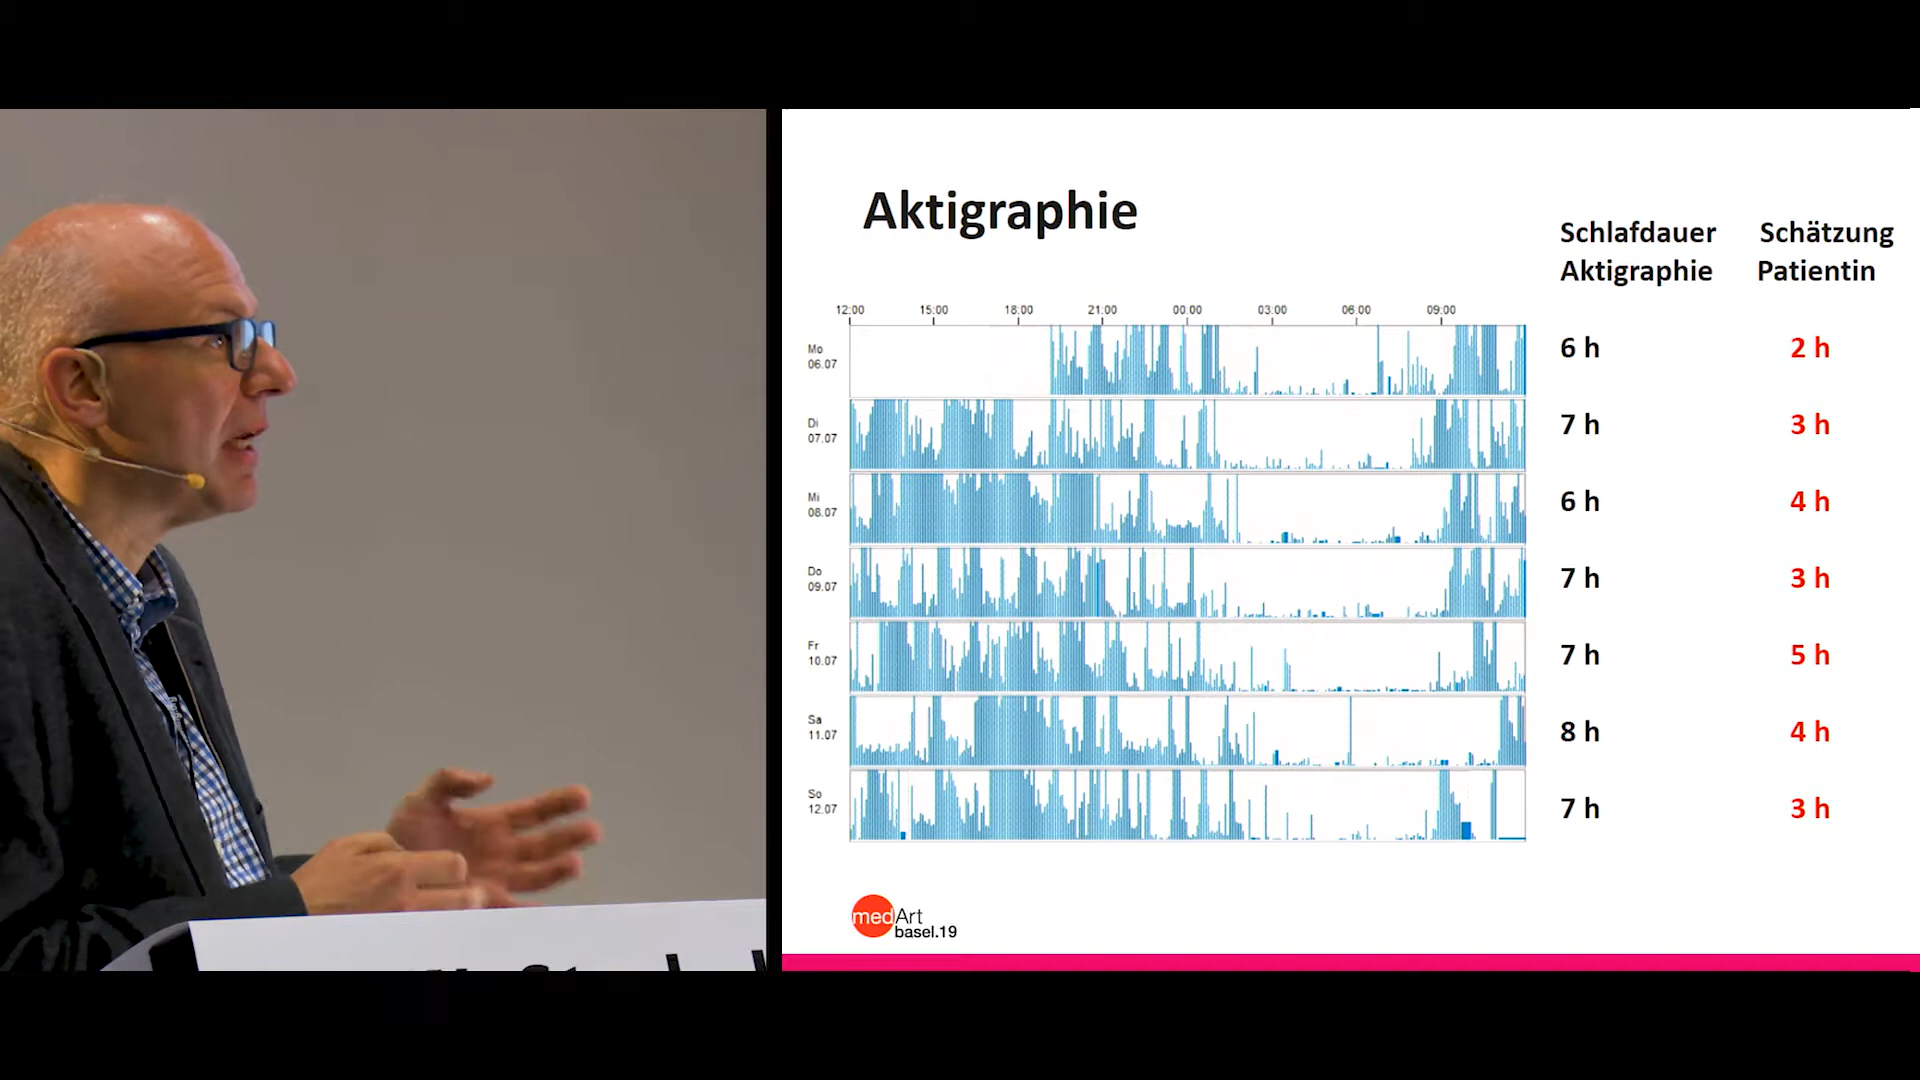 Aktigraphie
Schlafdauer Schätzung
Aktigraphie Patientin
12:00 15:00 18:00 21:00 00:00 03:00 06:00 09:00
Mo
06.07
6 h 2 h
Di
07.07
7 h 3 h
Mi
08.07
6 h 4 h
Do
09.07
7 h 3 h
Fr
10.07
7 h 5 h
Sa
11.07
8 h 4 h
So
12.07
7 h 3 h
medArt
basel.19